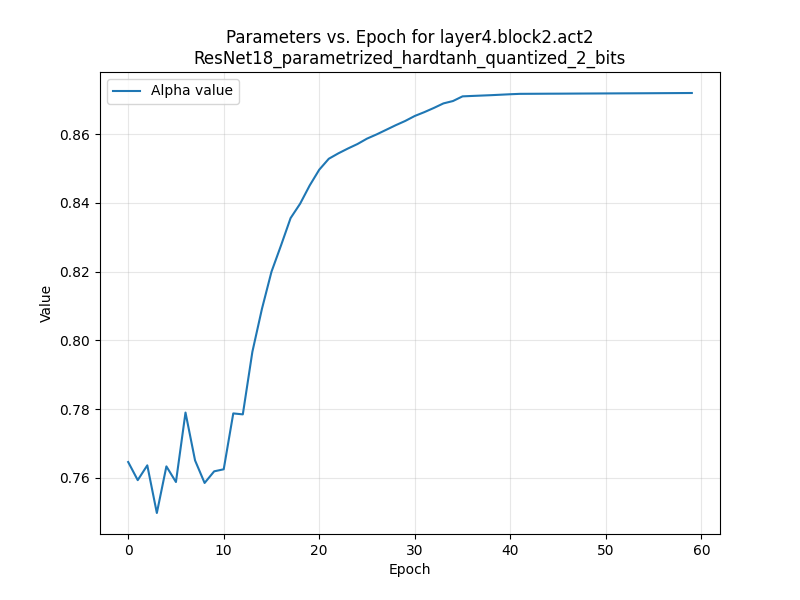 Parameters vs. Epoch for layer4.block2.act2
ResNet18_parametrized_hardtanh_quantized_2_bits
Alpha value
Value
0.86
0.84
0.82
0.80
0.78
0.76
0 10 20 30 40 50 60
Epoch